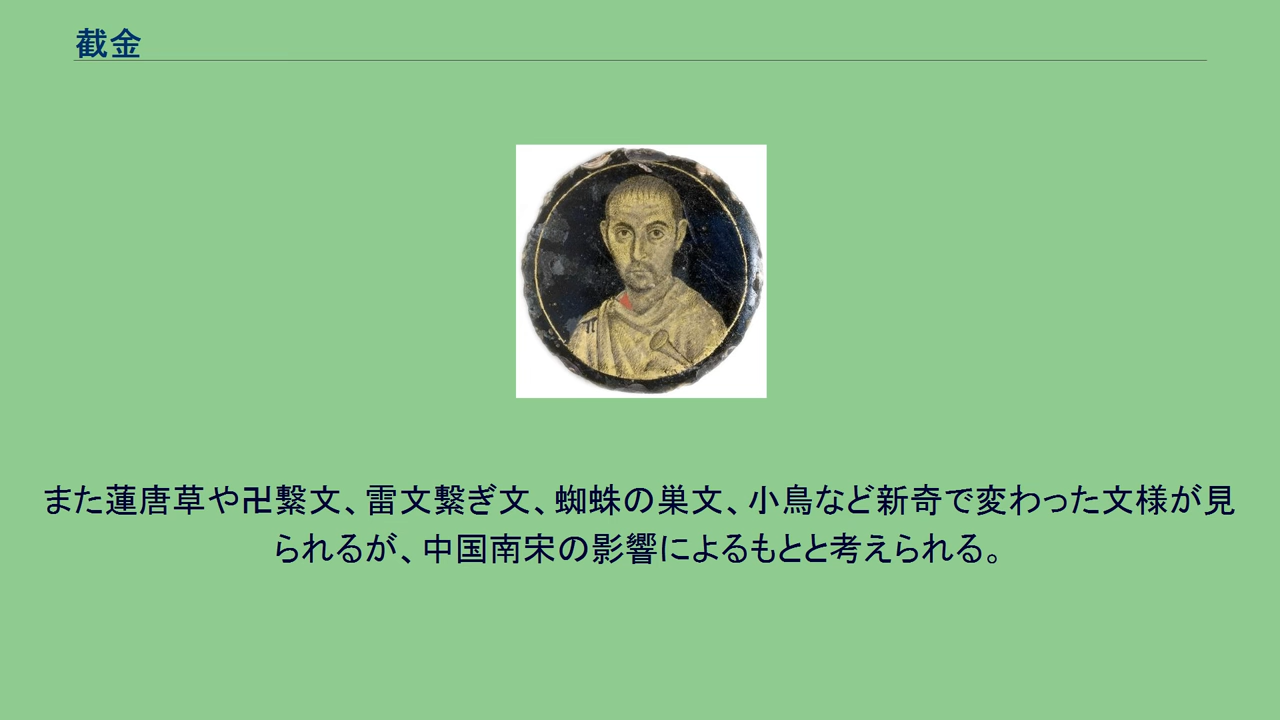 截金
また蓮唐草や卍繋文、雷文繋ぎ文、蜘蛛の巣文、小鳥など新奇で変わった文様が見
られるが、中国南宋の影響によるもとと考えられる。